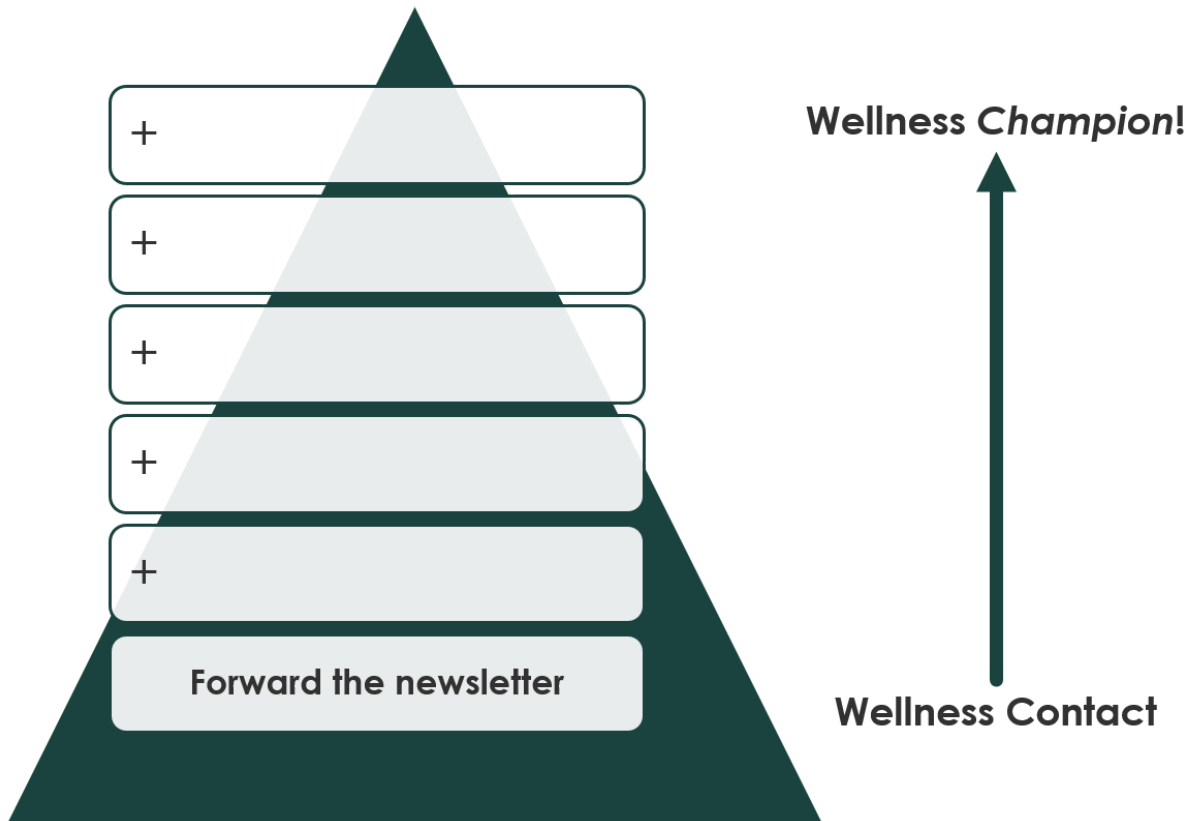 Wellness Champion!
+
+
+
+
+
Forward the newsletter
Wellness Contact